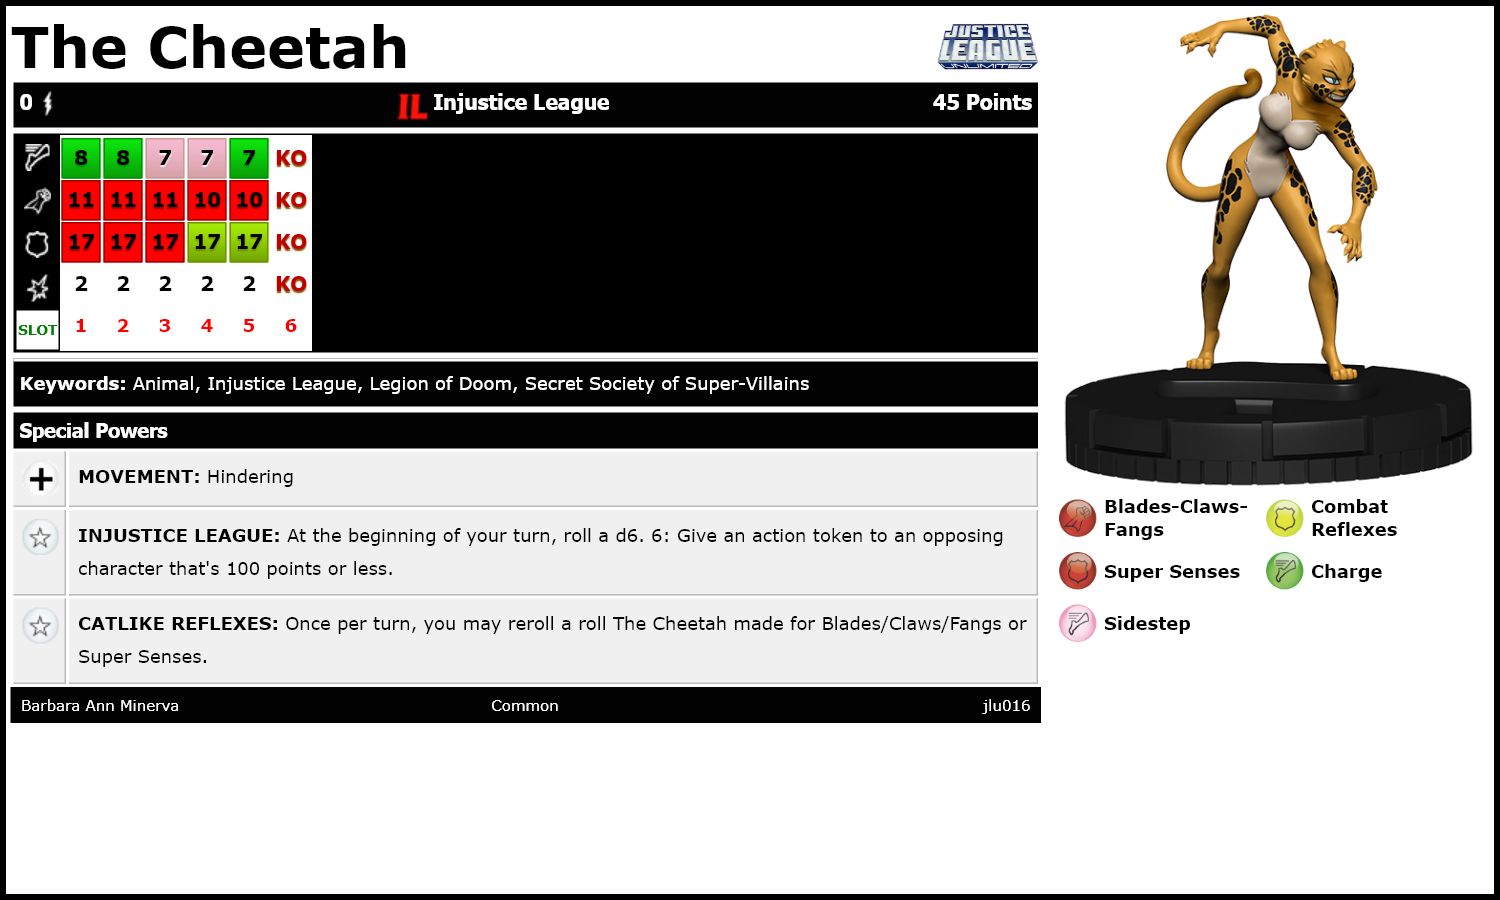 The Cheetah
JUSTICE
LEAGUE
UNLIMITED
0 IL Injustice League 45 Points
8 8 7 7 7 KO
11 11 11 10 10 KO
17 17 17 17 17 KO
2 2 2 2 2 KO
SLOT 1 2 3 4 5 6
Keywords: Animal, Injustice League, Legion of Doom, Secret Society of Super-Villains
Special Powers
MOVEMENT: Hindering
INJUSTICE LEAGUE: At the beginning of your turn, roll a d6. 6: Give an action token to an opposing
character that's 100 points or less.
CATLIKE REFLEXES: Once per turn, you may reroll a roll The Cheetah made for Blades/Claws/Fangs or
Super Senses.
Barbara Ann Minerva Common jlu016
Blades-Claws-
Fangs
Combat
Reflexes
Super Senses
Charge
Sidestep